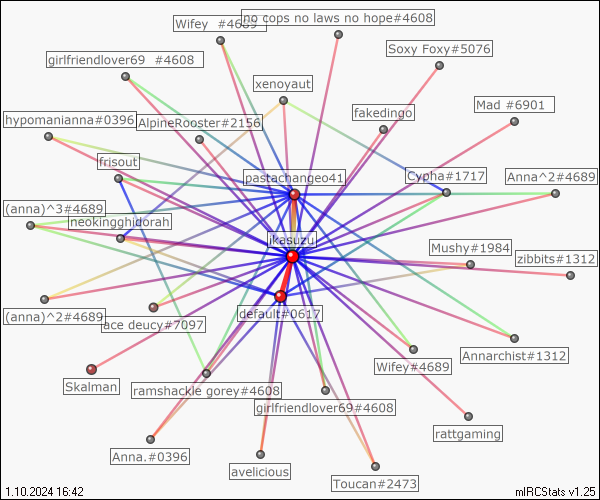 Wifey #4689
no cops no laws no hope#4608
girlfriendlover69 #4608
Soxy Foxy#5076
xenoyaut
hypomanianna#0396
AlpineRooster#2156
fakedingo
Mad #6901
frisout
pastachangeo41
Cypha#1717
Anna^2#4689
(anna)^3#4689
neokingghidorah
ikasuzu
Mushy#1984
zibbits#1312
(anna)^2#4689
ace deucy#7097
default#0617
Annarchist#1312
Skalman
ramshackle gorey#4608
Wifey#4689
girlfriendlover69#4608
rattgaming
Anna.#0396
avelicious
Toucan#2473
1.10.2024 16:42
mIRCStats v1.25